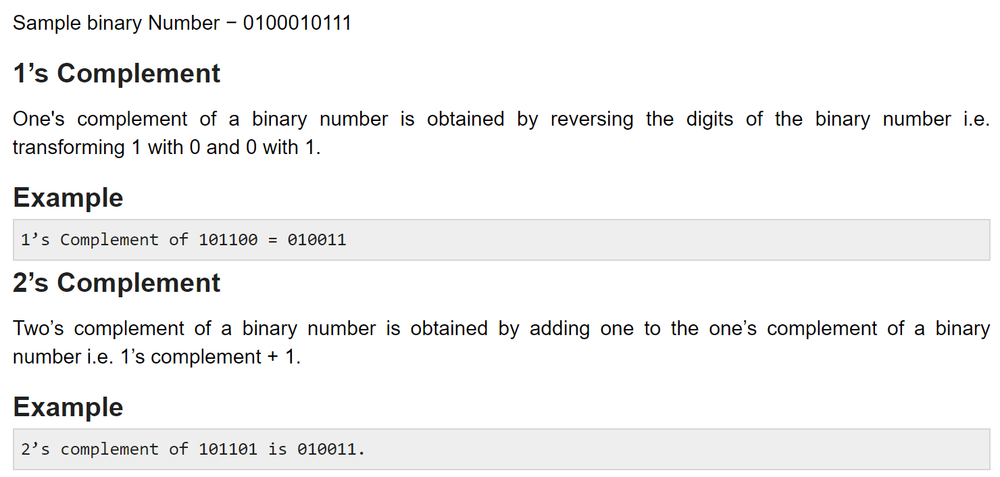 Sample binary Number − 0100010111
1’s Complement
One's complement of a binary number is obtained by reversing the digits of the binary number i.e.
transforming 1 with 0 and 0 with 1.
Example
1’s Complement of 101100 = 010011
2’s Complement
Two’s complement of a binary number is obtained by adding one to the one’s complement of a binary
number i.e. 1’s complement + 1.
Example
2’s complement of 101101 is 010011.